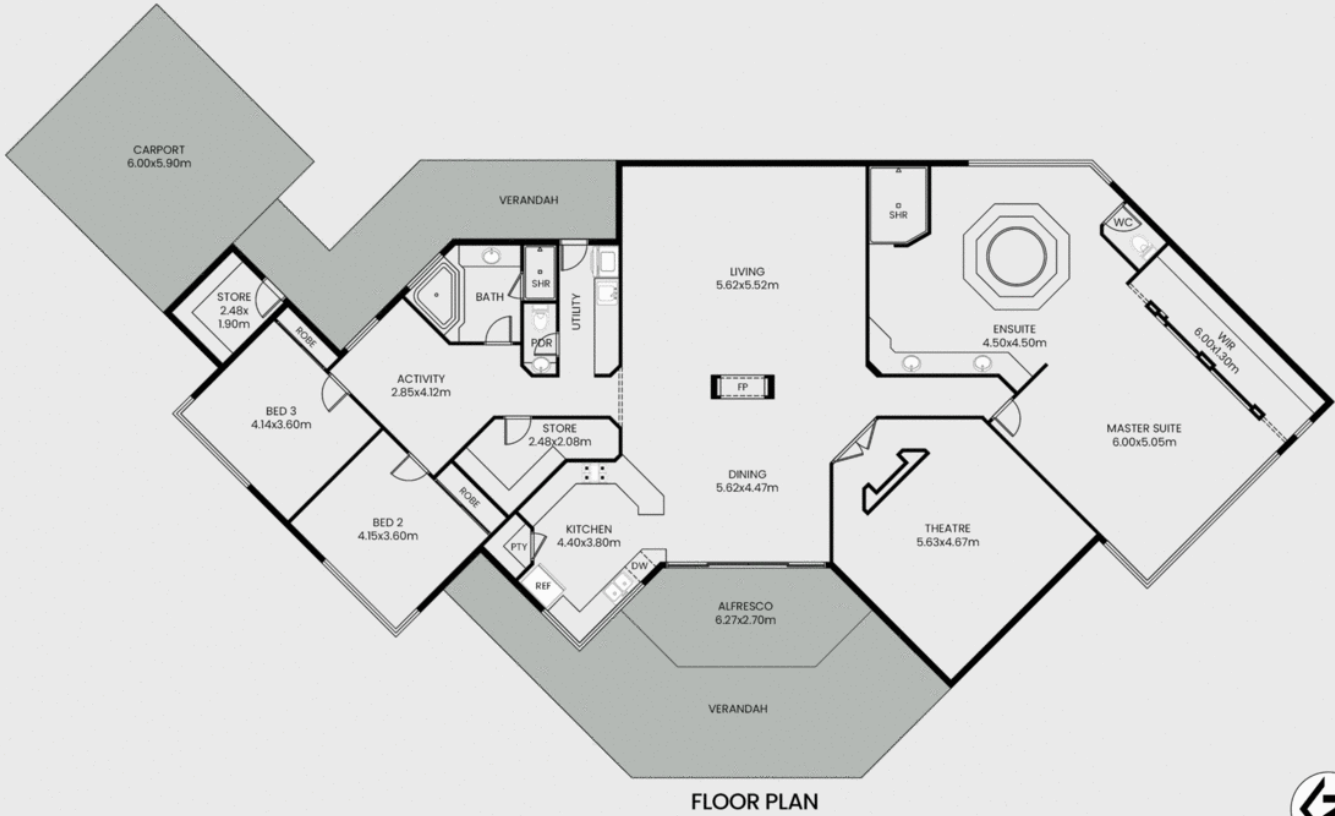 CARPORT
6.00x5.90m
VERANDAH
SHR
WC
LIVING
5.62x5.52m
STORE
2.48x
1.90m
BATH
SHR
UTILITY
ROBE
PDR
ENSUITE
4.50x4.50m
WIR
6.00x1.30m
ACTIVITY
2.85x4.12m
FP
BED 3
4.14x3.60m
STORE
2.48x2.08m
MASTER SUITE
6.00x5.05m
DINING
5.62x4.47m
ROBE
BED 2
4.15x3.60m
KITCHEN
4.40x3.80m
THEATRE
5.63x4.67m
PTY
DW
REF
ALFRESCO
6.27x2.70m
VERANDAH
FLOOR PLAN